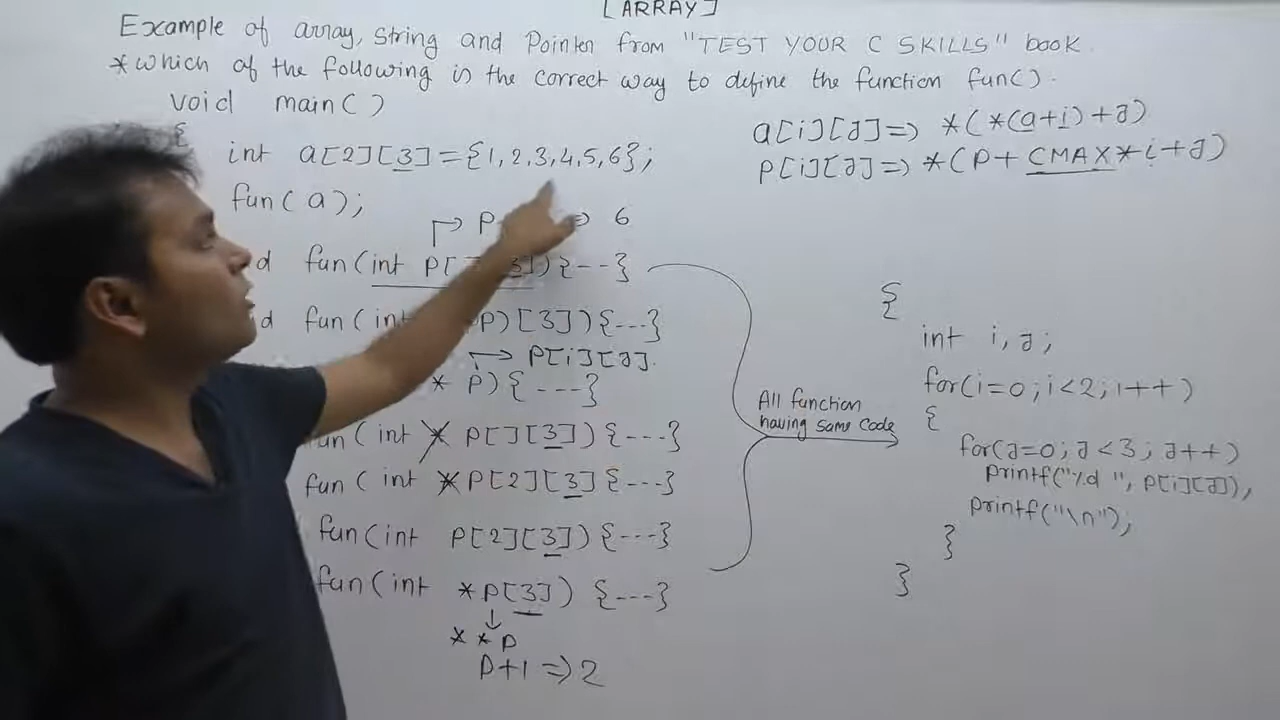 [ARRAY]
Example of array, string and Pointer from "TEST YOUR C SKILLS" book.
*which of the following is the correct way to define the function fun().
void main()
{
int a[2][3]={1,2,3,4,5,6};
fun(a);
a[i][j]=> *(*(a+i)+j)
p[i][j]=> *(p+CMAX*i+j)
P => 6
d fun(int p[ 3]){---}
d fun(int P)[3]){---}
P[i][j].
* P){----}
fun(int * P[][3]){---}
fun(int *P[2][3]{---}
fun(int P[2][3]){---}
fun(int *P[3]) {---}
**p
P+1=>2
All function
having same code
{
int i,j;
for(i=0;i<2;i++)
{
for(j=0;j<3;j++)
printf("%d ", P[i][j]),
printf("\n");
}
}